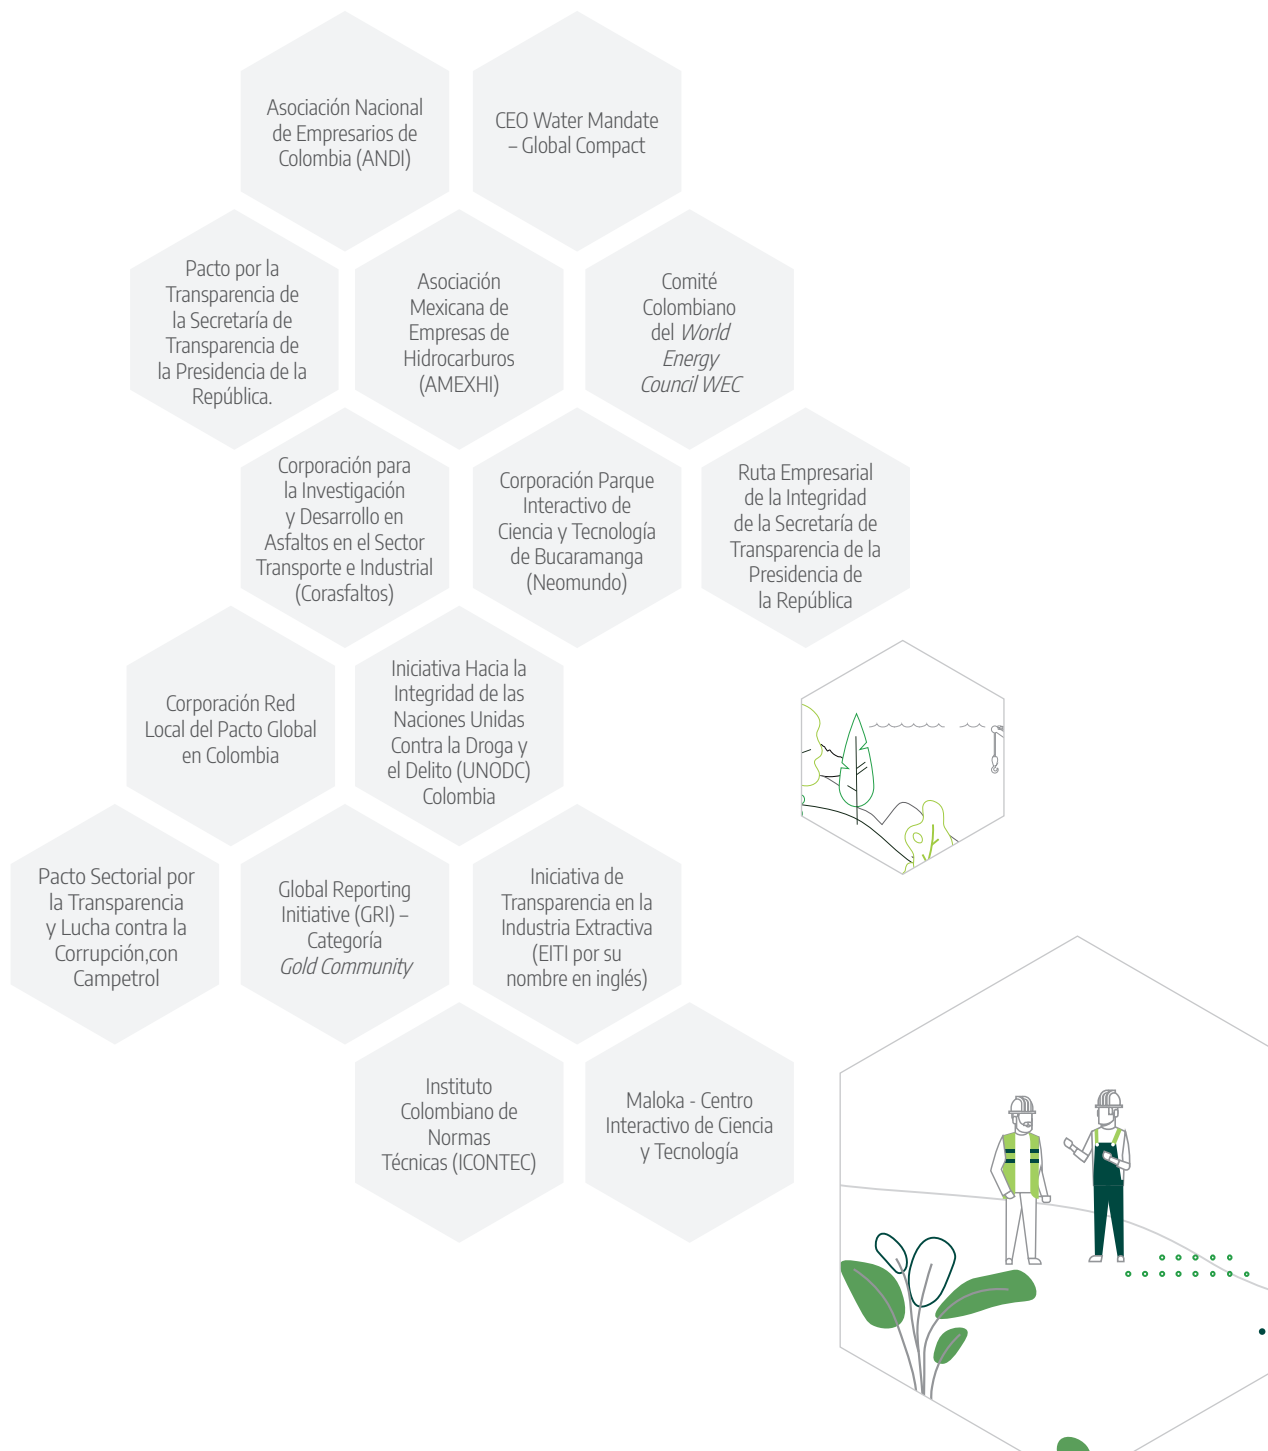 Asociación Nacional
de Empresarios de
Colombia (ANDI)
CEO Water Mandate
– Global Compact
Pacto por la
Transparencia de
la Secretaría de
Transparencia de
la Presidencia de la
República.
Asociación
Mexicana de
Empresas de
Hidrocarburos
(AMEXHI)
Comité
Colombiano
del World
Energy
Council WEC
Corporación para
la Investigación
y Desarrollo en
Asfaltos en el Sector
Transporte e Industrial
(Corasfaltos)
Corporación Parque
Interactivo de
Ciencia y Tecnología
de Bucaramanga
(Neomundo)
Ruta Empresarial
de la Integridad
de la Secretaría de
Transparencia de la
Presidencia de
la República
Corporación Red
Local del Pacto Global
en Colombia
Iniciativa Hacia la
Integridad de las
Naciones Unidas
Contra la Droga y
el Delito (UNODC)
Colombia
Pacto Sectorial por
la Transparencia
y Lucha contra la
Corrupción,con
Campetrol
Global Reporting
Initiative (GRI) –
Categoría
Gold Community
Iniciativa de
Transparencia en la
Industria Extractiva
(EITI por su
nombre en inglés)
Instituto
Colombiano de
Normas
Técnicas (ICONTEC)
Maloka - Centro
Interactivo de Ciencia
y Tecnología